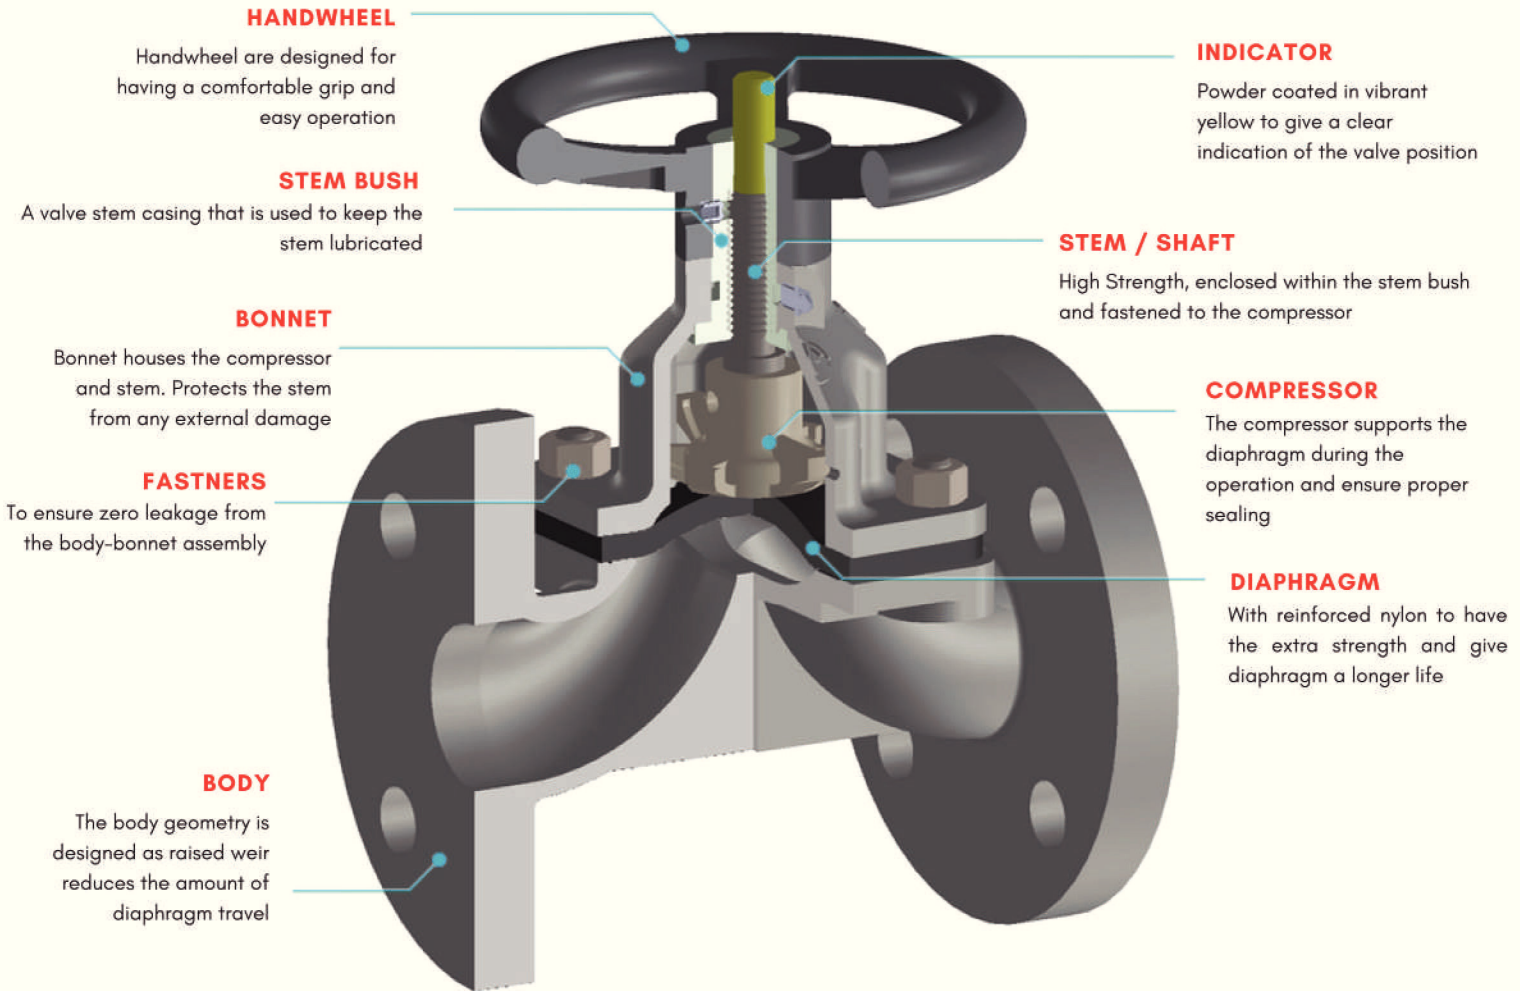 HANDWHEEL
Handwheel are designed for
having a comfortable grip and
easy operation
STEM BUSH
A valve stem casing that is used to keep the
stem lubricated
BONNET
Bonnet houses the compressor
and stem. Protects the stem
from any external damage
FASTNERS
To ensure zero leakage from
the body-bonnet assembly
BODY
The body geometry is
designed as raised weir
reduces the amount of
diaphragm travel
INDICATOR
Powder coated in vibrant
yellow to give a clear
indication of the valve position
STEM / SHAFT
High Strength, enclosed within the stem bush
and fastened to the compressor
COMPRESSOR
The compressor supports the
diaphragm during the
operation and ensure proper
sealing
DIAPHRAGM
With reinforced nylon to have
the extra strength and give
diaphragm a longer life